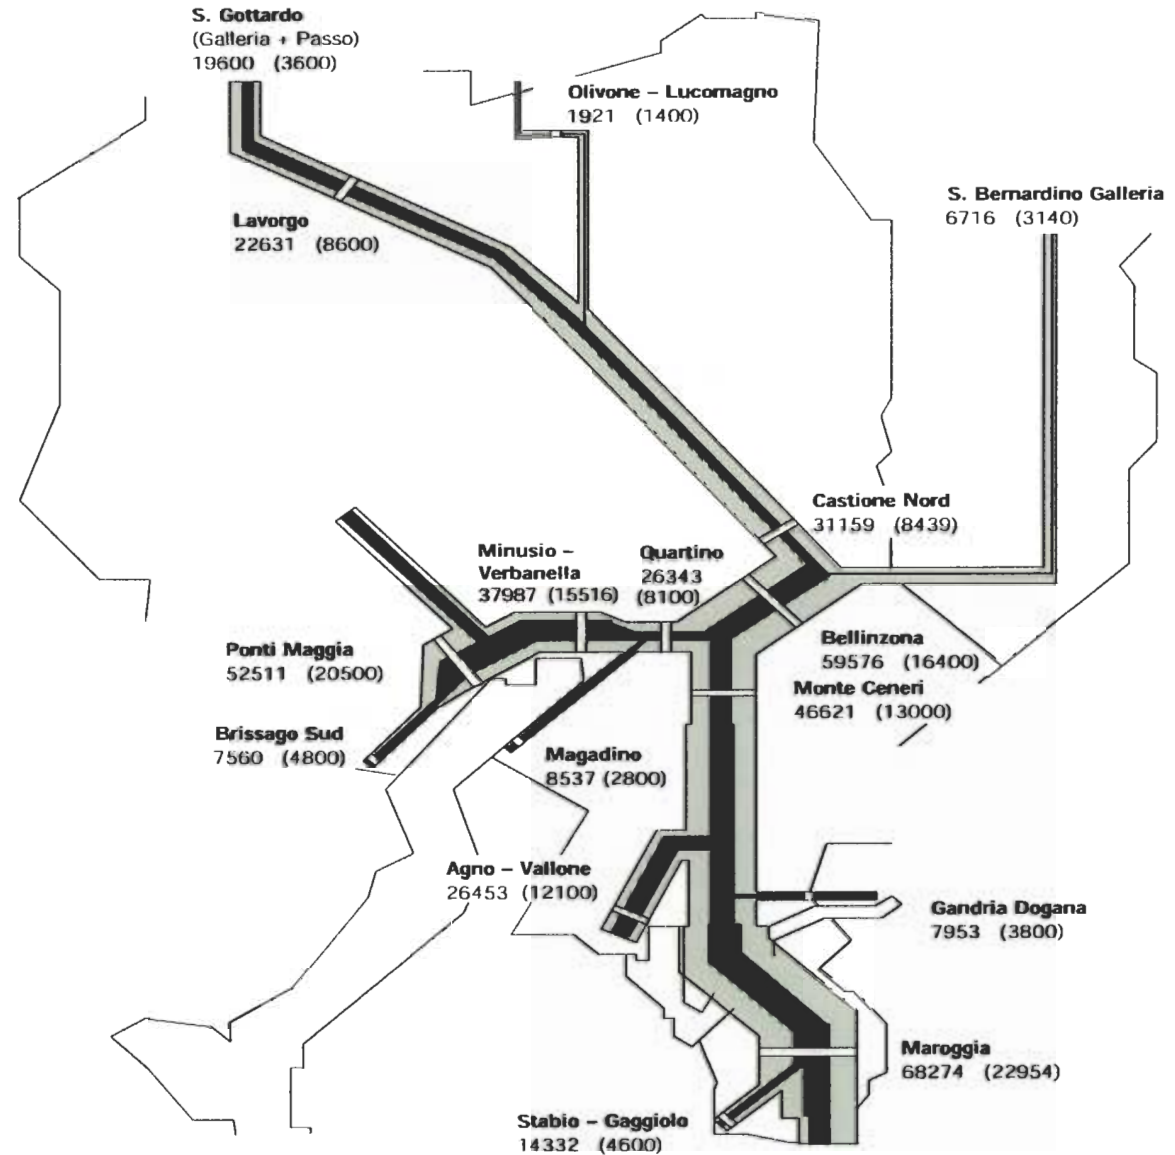 S. Gottardo
(Galleria + Passo)
19600 (3600)
Olivone – Lucomagno
1921 (1400)
S. Bernardino Galleria
6716 (3140)
Lavorgo
22631 (8600)
Castione Nord
31159 (8439)
Minusio –
Verbanella
37987 (15516)
Quartino
26343
(8100)
Bellinzona
59576 (16400)
Ponti Maggia
52511 (20500)
Monte Ceneri
46621 (13000)
Brissago Sud
7560 (4800)
Magadino
8537 (2800)
Agno – Vallone
26453 (12100)
Gandria Dogana
7953 (3800)
Maroggia
68274 (22954)
Stabio – Gaggiolo
14332 (4600)